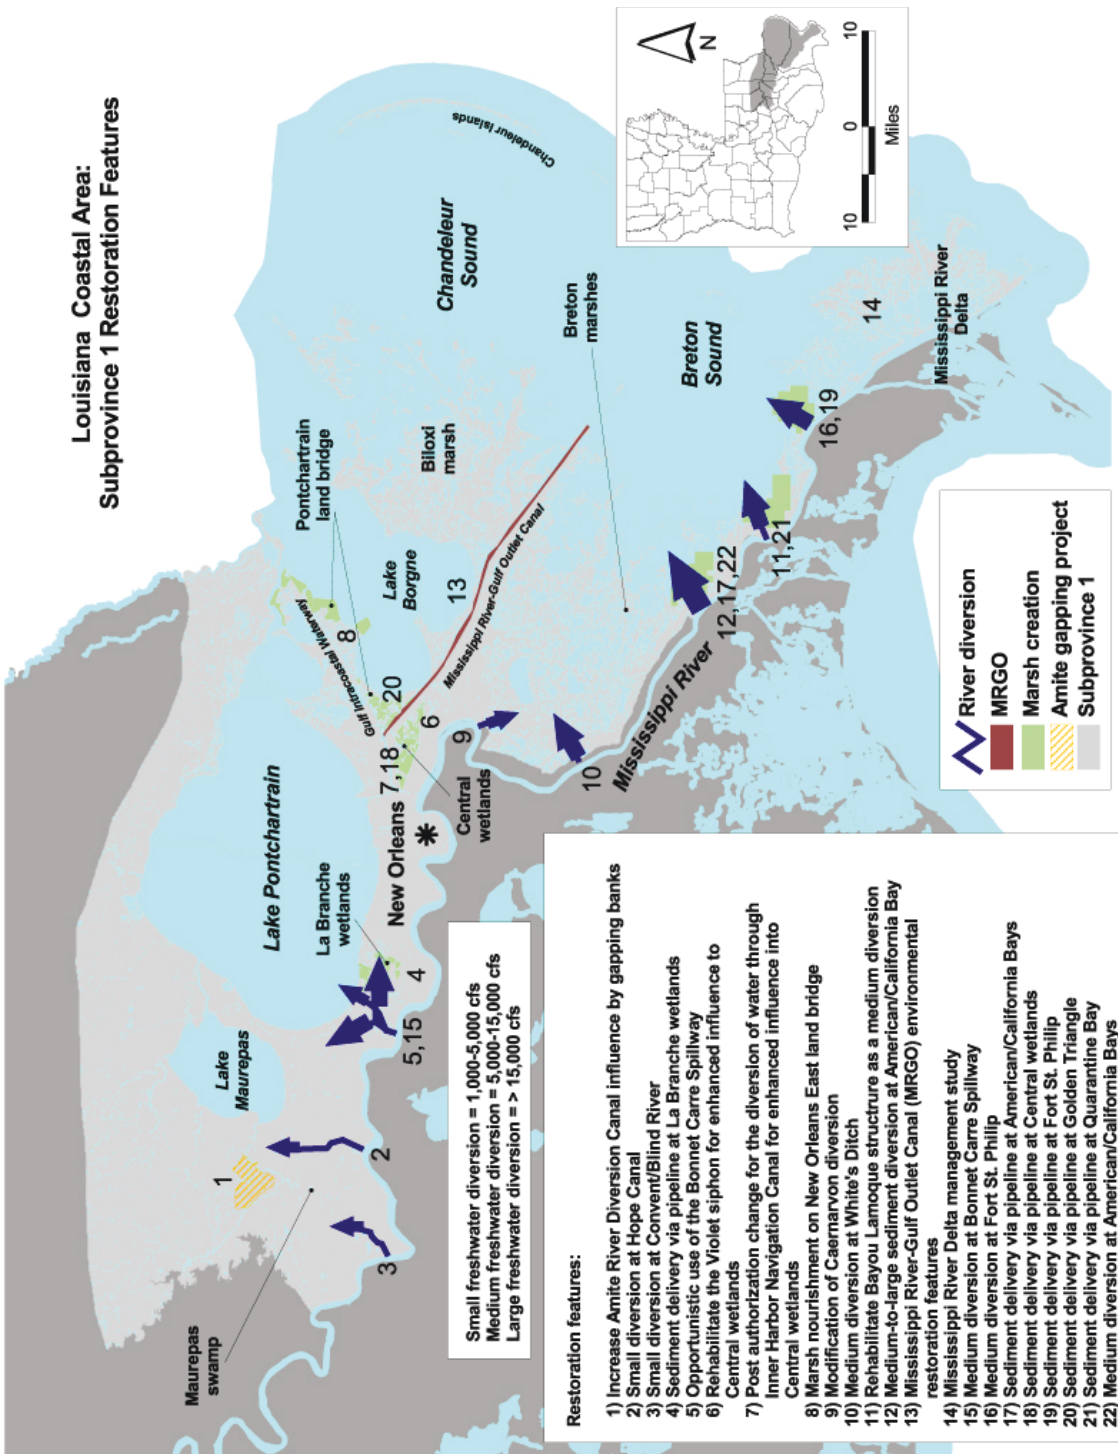 Louisiana Coastal Area:
Subprovince 1 Restoration Features
Chandeleur Islands
Chandeleur
Sound
Pontchartrain
land bridge
Biloxi
marsh
Breton
marshes
Breton
Sound
14
Mississippi River
Delta
16,19
11,21
12,17,22
Lake
Borgne
13
Mississippi River-Gulf Outlet Canal
Gulf Intracoastal Waterway
8
20
6
7,18
9
10
Mississippi River
Central
wetlands
New Orleans
Lake Pontchartrain
La Branche
wetlands
4
5,15
Lake
Maurepas
1
2
3
Maurepas
swamp
N
10
0
10
Miles
River diversion
MRGO
Marsh creation
Amite gapping project
Subprovince 1
Small freshwater diversion = 1,000-5,000 cfs
Medium freshwater diversion = 5,000-15,000 cfs
Large freshwater diversion = > 15,000 cfs
Restoration features:
1) Increase Amite River Diversion Canal influence by gapping banks
2) Small diversion at Hope Canal
3) Small diversion at Convent/Blind River
4) Sediment delivery via pipeline at La Branche wetlands
5) Opportunistic use of the Bonnet Carre Spillway
6) Rehabilitate the Violet siphon for enhanced influence to
Central wetlands
7) Post authorization change for the diversion of water through
Inner Harbor Navigation Canal for enhanced influence into
Central wetlands
8) Marsh nourishment on New Orleans East land bridge
9) Modification of Caernarvon diversion
10) Medium diversion at White's Ditch
11) Rehabilitate Bayou Lamoque structure as a medium diversion
12) Medium-to-large sediment diversion at American/California Bay
13) Mississippi River-Gulf Outlet Canal (MRGO) environmental
restoration features
14) Mississippi River Delta management study
15) Medium diversion at Bonnet Carre Spillway
16) Medium diversion at Fort St. Philip
17) Sediment delivery via pipeline at American/California Bays
18) Sediment delivery via pipeline at Central wetlands
19) Sediment delivery via pipeline at Fort St. Philip
20) Sediment delivery via pipeline at Golden Triangle
21) Sediment delivery via pipeline at Quarantine Bay
22) Medium diversion at American/California Bays